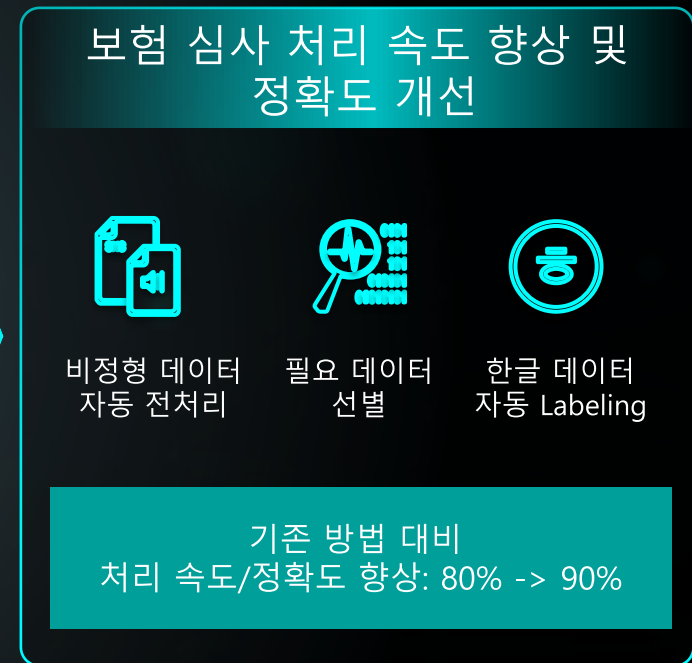 보험 심사 처리 속도 향상 및
정확도 개선
비정형 데이터
자동 전처리
필요 데이터
선별
한글 데이터
자동 Labeling
기존 방법 대비
처리 속도/정확도 향상: 80% -> 90%